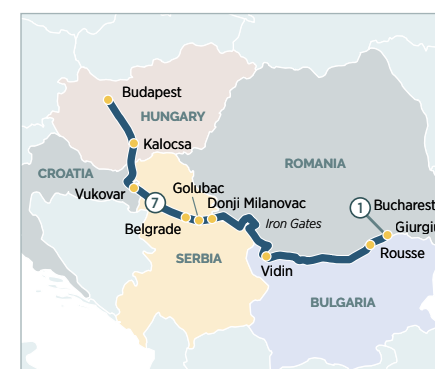 Budapest
HUNGARY
Kalocsa
CROATIA
ROMANIA
Vukovar
Golubac
7
Donji Milanovac
1
Bucharest
Belgrade
Iron Gates
Giurgiu
Rousse
SERBIA
Vidin
BULGARIA